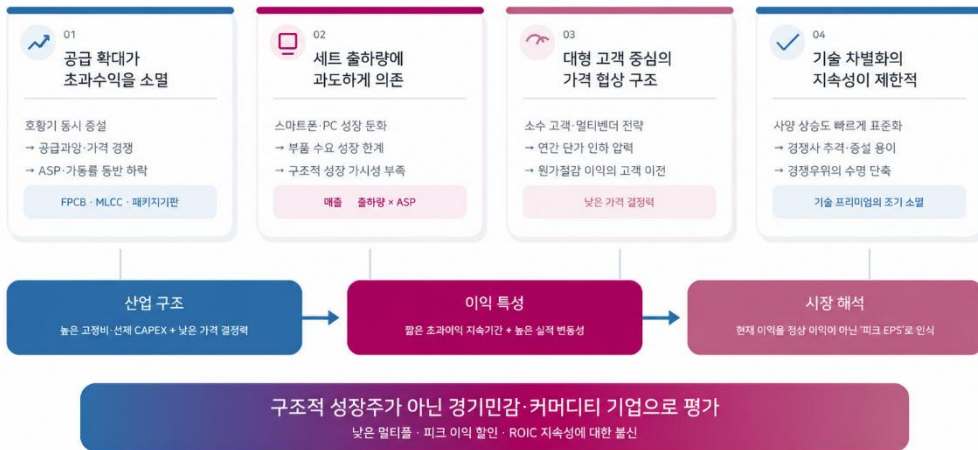 01
공급 확대가
초과수익을 소멸
호황기 동시 증설
→ 공급과잉·가격 경쟁
→ ASP·가동률 동반 하락
FPCB · MLCC · 패키지기판
02
세트 출하량에
과도하게 의존
스마트폰·PC 성장 둔화
→ 부품 수요 성장 한계
→ 구조적 성장 가시성 부족
매출 출하량 × ASP
03
대형 고객 중심의
가격 협상 구조
소수 고객·멀티벤더 전략
→ 연간 단가 인하 압력
→ 원가절감 이익의 고객 이전
낮은 가격 결정력
04
기술 차별화의
지속성이 제한적
사양 상승도 빠르게 표준화
→ 경쟁사 추격·증설 용이
→ 경쟁우위의 수명 단축
기술 프리미엄의 조기 소멸
산업 구조
높은 고정비·선제 CAPEX + 낮은 가격 결정력
이익 특성
짧은 초과이익 지속기간 + 높은 실적 변동성
시장 해석
현재 이익을 정상 이익이 아닌 '피크 EPS'로 인식
구조적 성장주가 아닌 경기민감·커머디티 기업으로 평가
낮은 멀티플 · 피크 이익 할인 · ROIC 지속성에 대한 불신